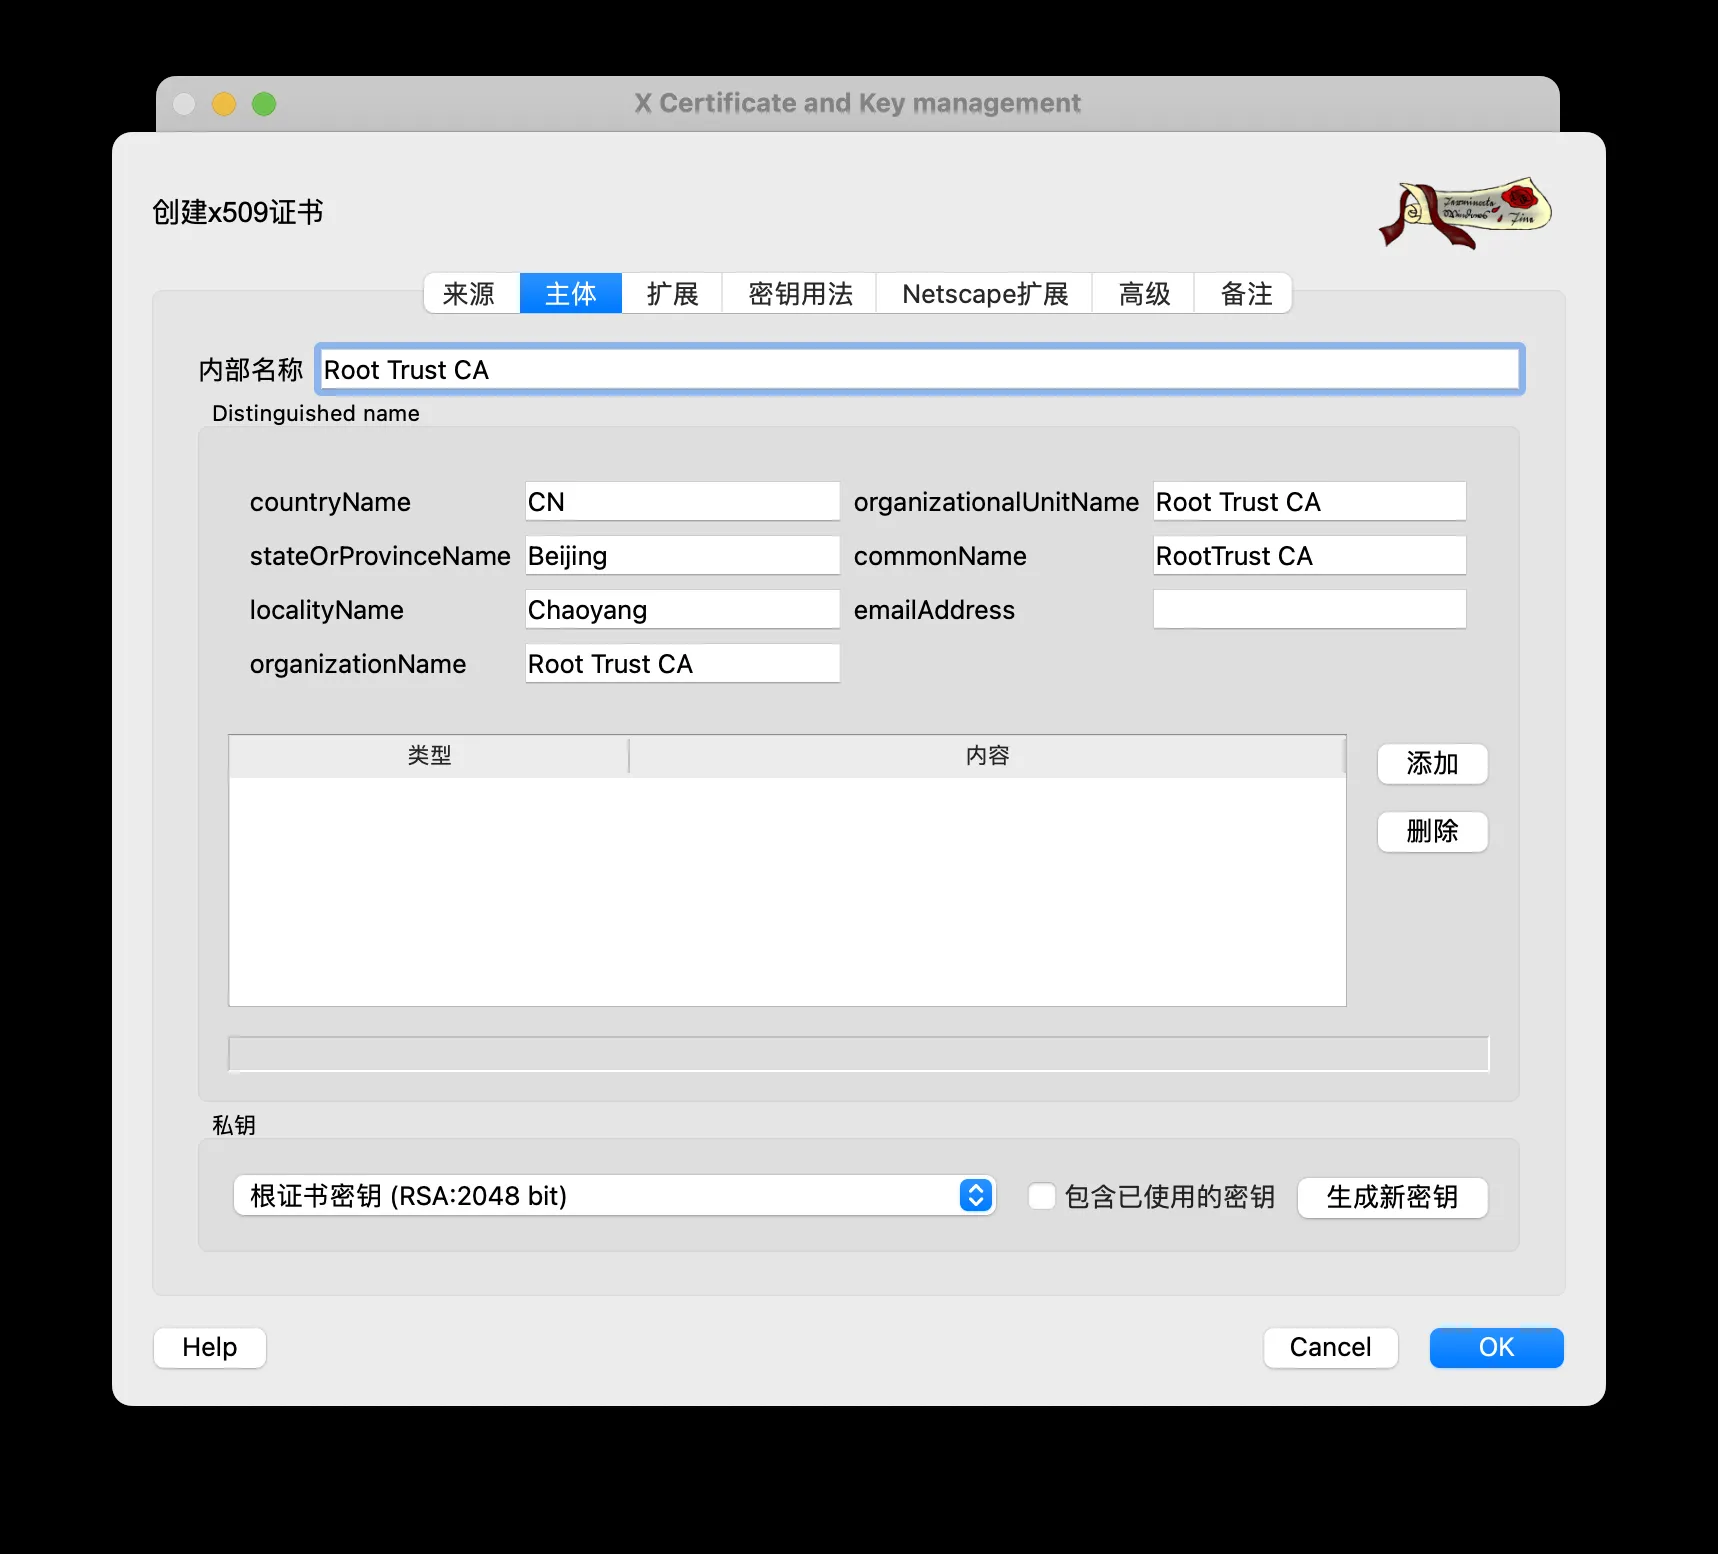 X Certificate and Key management
创建x509证书
来源 主体 扩展 密钥用法 Netscape扩展 高级 备注
内部名称 Root Trust CA
Distinguished name
countryName CN organizationalUnitName Root Trust CA
stateOrProvinceName Beijing commonName RootTrust CA
localityName Chaoyang emailAddress
organizationName Root Trust CA
类型 内容 添加
删除
私钥
根证书密钥 (RSA:2048 bit) 包含已使用的密钥 生成新密钥
Help Cancel OK